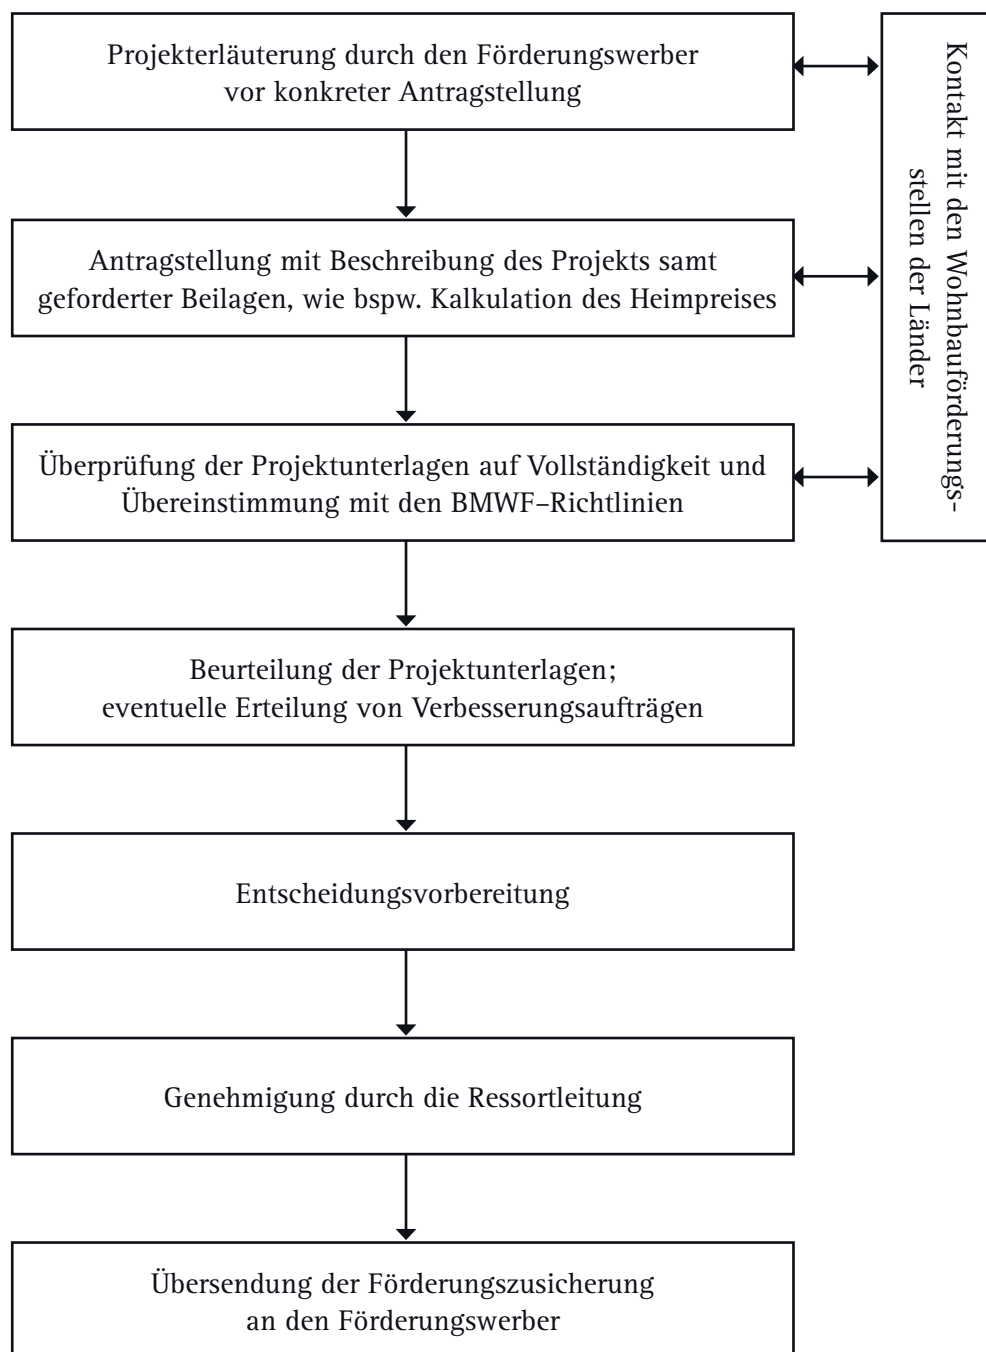 Projekterläuterung durch den Förderungswerber
vor konkreter Antragstellung
Kontakt mit den Wohnbauförderungs-
stellen der Länder
Antragstellung mit Beschreibung des Projekts samt
geforderter Beilagen, wie bspw. Kalkulation des Heimpreises
Überprüfung der Projektunterlagen auf Vollständigkeit und
Übereinstimmung mit den BMWF-Richtlinien
Beurteilung der Projektunterlagen;
eventuelle Erteilung von Verbesserungsaufträgen
Entscheidungsvorbereitung
Genehmigung durch die Ressortleitung
Übersendung der Förderungszusicherung
an den Förderungswerber